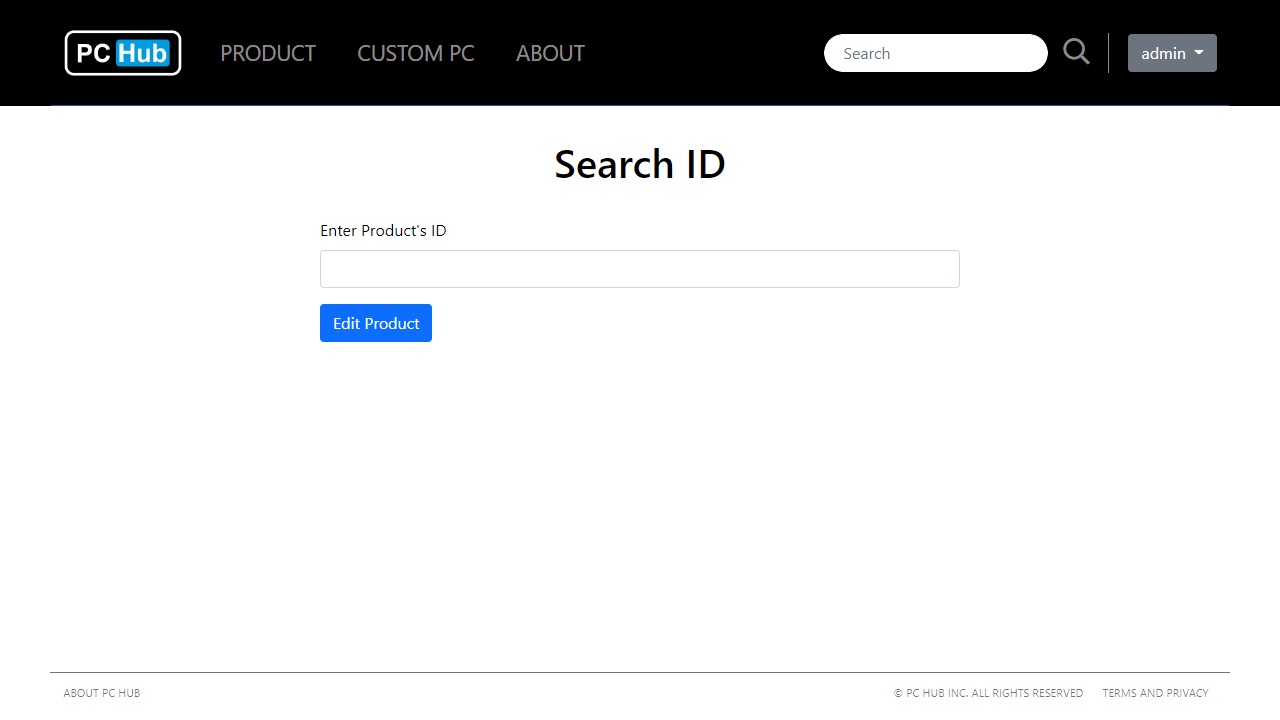 PC Hub PRODUCT CUSTOM PC ABOUT Search admin
Search ID
Enter Product's ID
Edit Product
ABOUT PC HUB © PC HUB INC. ALL RIGHTS RESERVED TERMS AND PRIVACY